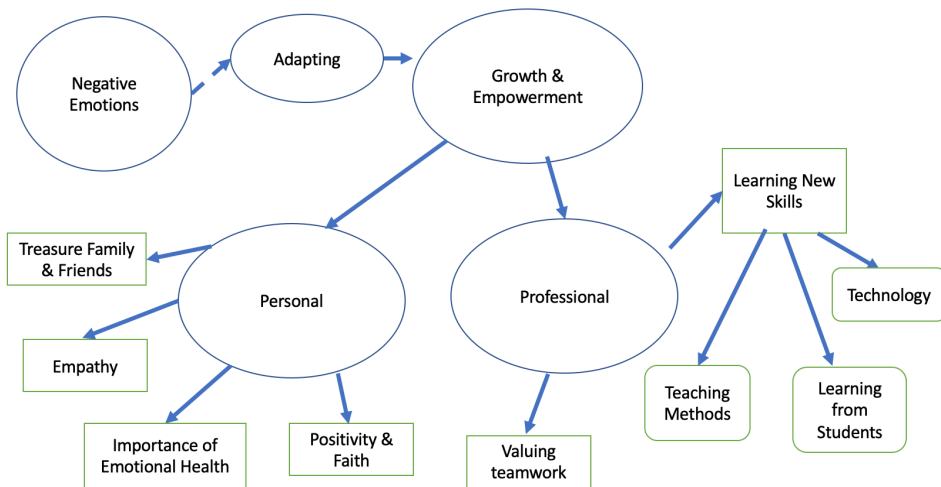 Negative
Emotions
Adapting
Growth &
Empowerment
Learning New
Skills
Treasure Family
& Friends
Personal
Professional
Technology
Empathy
Teaching
Methods
Learning
from
Students
Importance of
Emotional Health
Positivity &
Faith
Valuing
teamwork